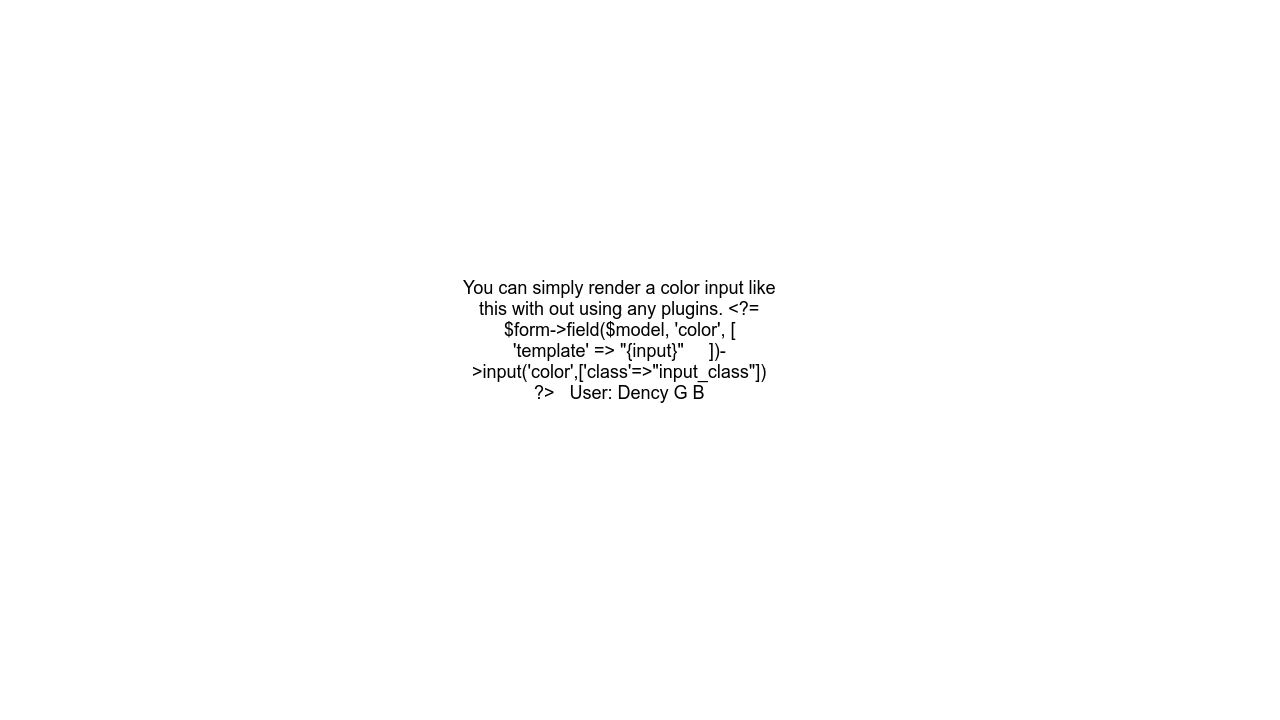 You can simply render a color input like
this with out using any plugins. <?=
$form->field($model, 'color', [
'template' => "{input}"     ])-
>input('color',['class'=>"input_class"])
?>   User: Dency G B